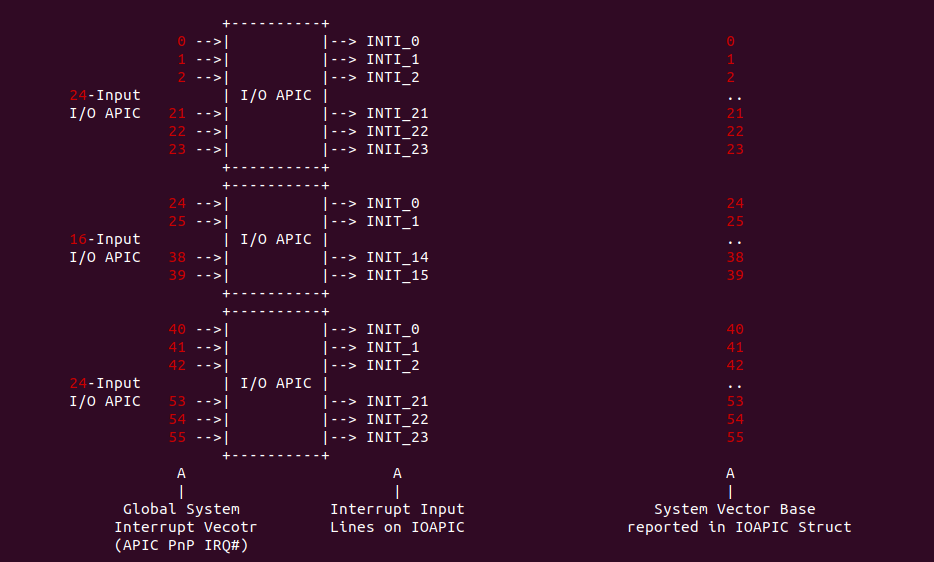 +----------+
            0 -->|          |--> INTI_0                                  0
            1 -->|          |--> INTI_1                                  1
            2 -->|          |--> INTI_2                                  2
24-Input         | I/O APIC |                                            ..
I/O APIC   21 -->|          |--> INTI_21                                 21
           22 -->|          |--> INTI_22                                 22
           23 -->|          |--> INII_23                                 23
                 +----------+
                 +----------+
           24 -->|          |--> INIT_0                                  24
           25 -->|          |--> INIT_1                                  25
16-Input         | I/O APIC |                                            ..
I/O APIC   38 -->|          |--> INIT_14                                 38
           39 -->|          |--> INIT_15                                 39
                 +----------+
                 +----------+
           40 -->|          |--> INIT_0                                  40
           41 -->|          |--> INIT_1                                  41
           42 -->|          |--> INIT_2                                  42
24-Input         | I/O APIC |                                            ..
I/O APIC   53 -->|          |--> INIT_21                                 53
           54 -->|          |--> INIT_22                                 54
           55 -->|          |--> INIT_23                                 55
                 +----------+
            A                       A                                    A
            |                       |                                    |
      Global System          Interrupt Input                     System Vector Base
     Interrupt Vecotr        Lines on IOAPIC                  reported in IOAPIC Struct
     (APIC PnP IRQ#)